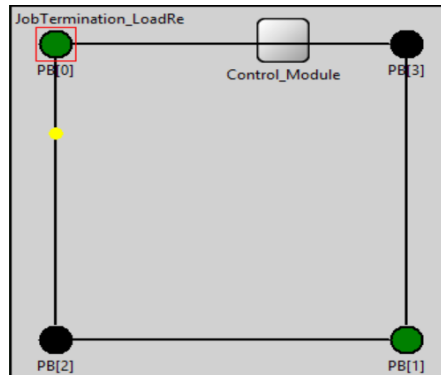 JobTermination_LoadRe
PB[0]
Control_Module
PB[3]
PB[2]
PB[1]